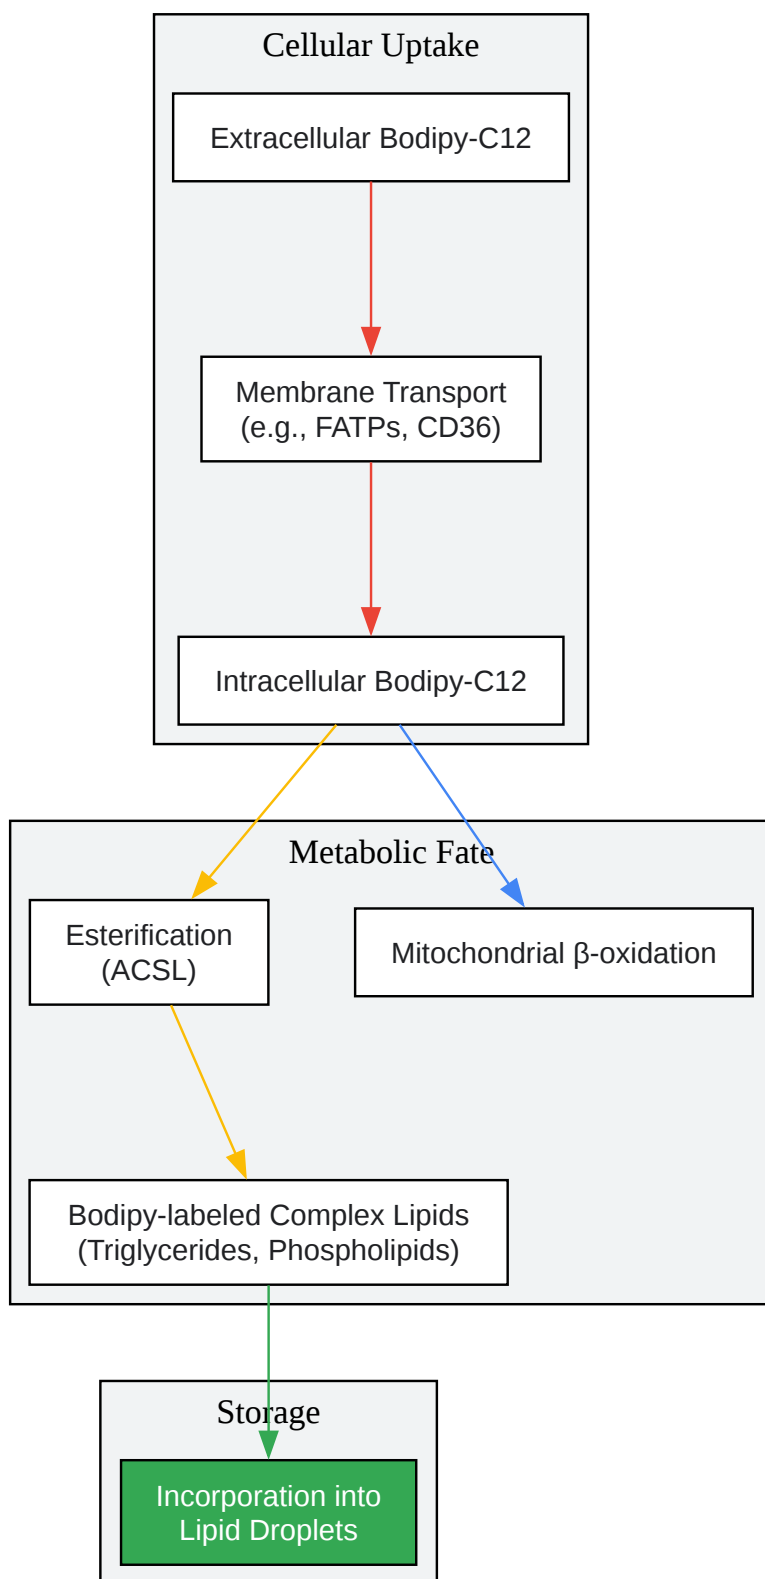 Cellular Uptake
Extracellular Bodipy-C12
Membrane Transport
(e.g., FATPs, CD36)
Intracellular Bodipy-C12
Metabolic Fate
Esterification
(ACSL)
Mitochondrial β-oxidation
Bodipy-labeled Complex Lipids
(Triglycerides, Phospholipids)
Storage
Incorporation into
Lipid Droplets